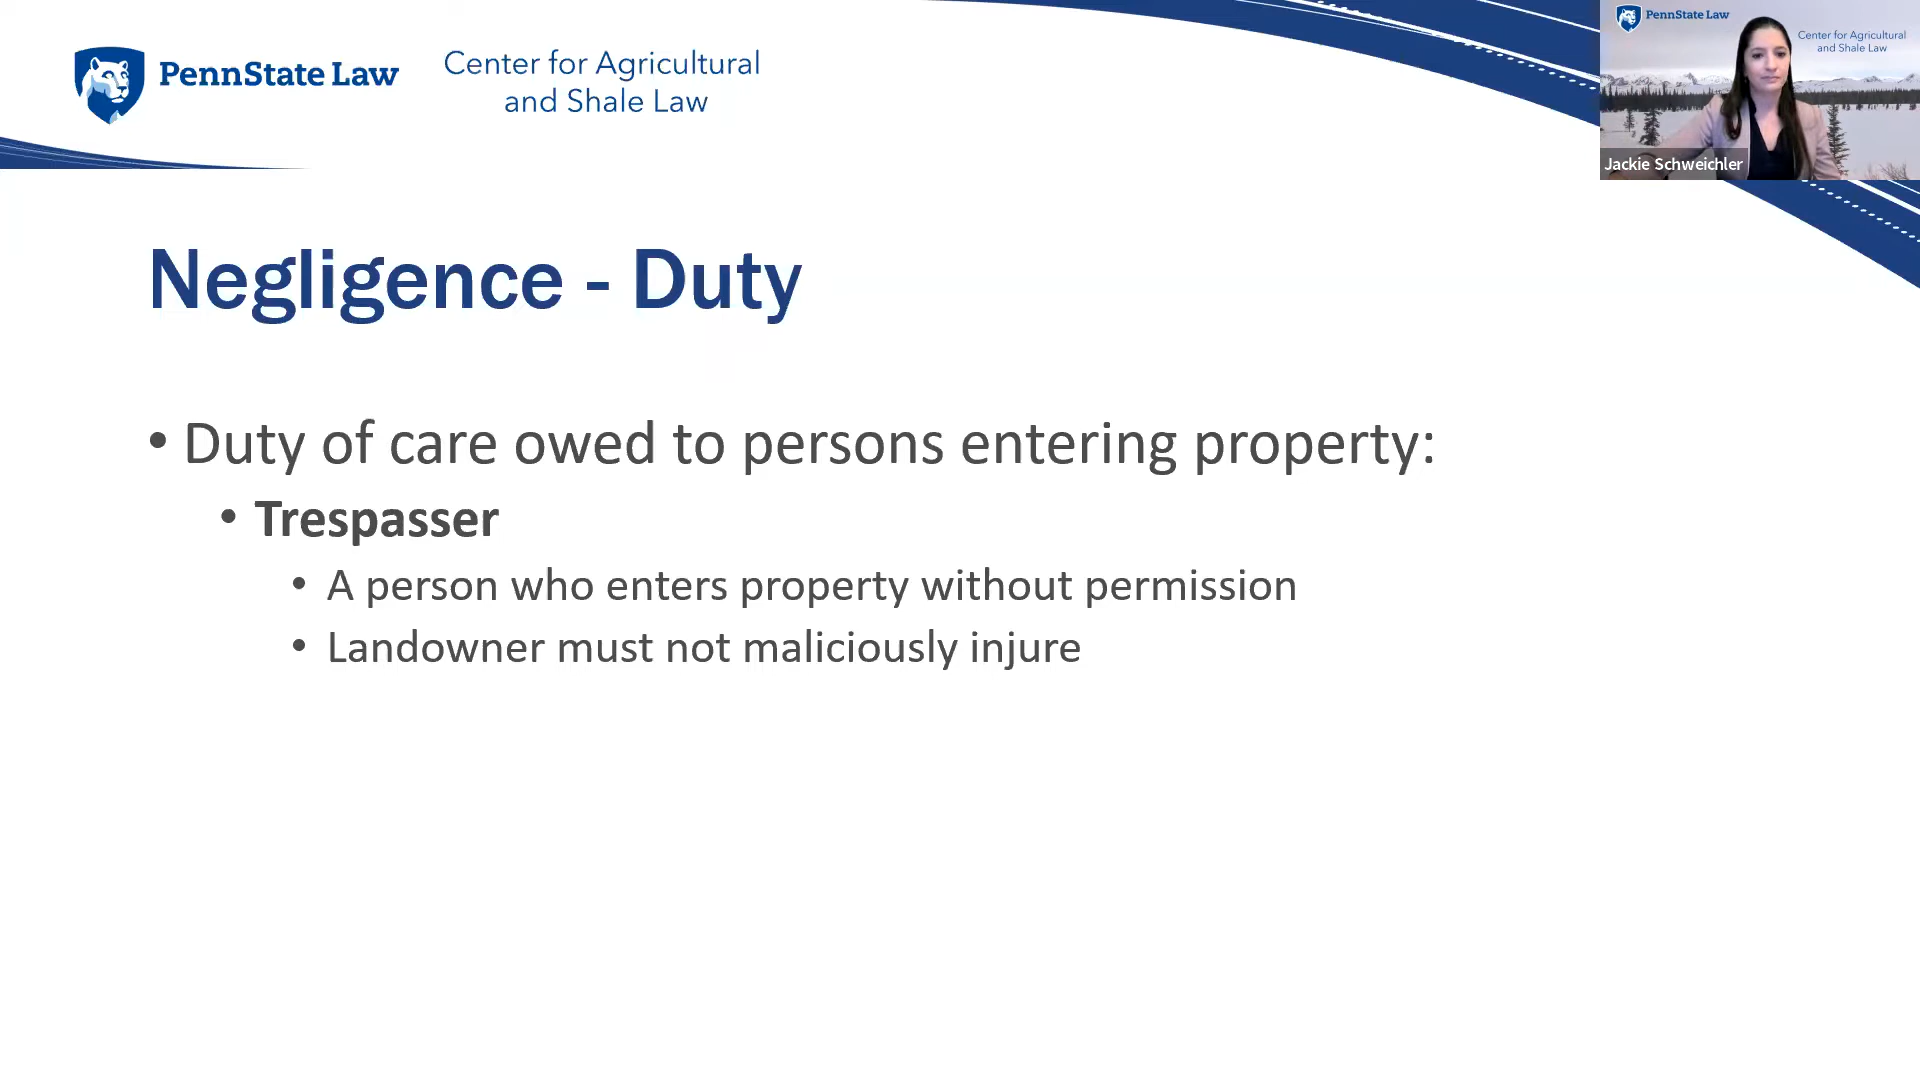 PennState Law
Center for Agricultural
and Shale Law
PennState Law
Center for Agricultural
and Shale Law
Jackie Schweichler
Negligence - Duty
• Duty of care owed to persons entering property:
• Trespasser
• A person who enters property without permission
• Landowner must not maliciously injure